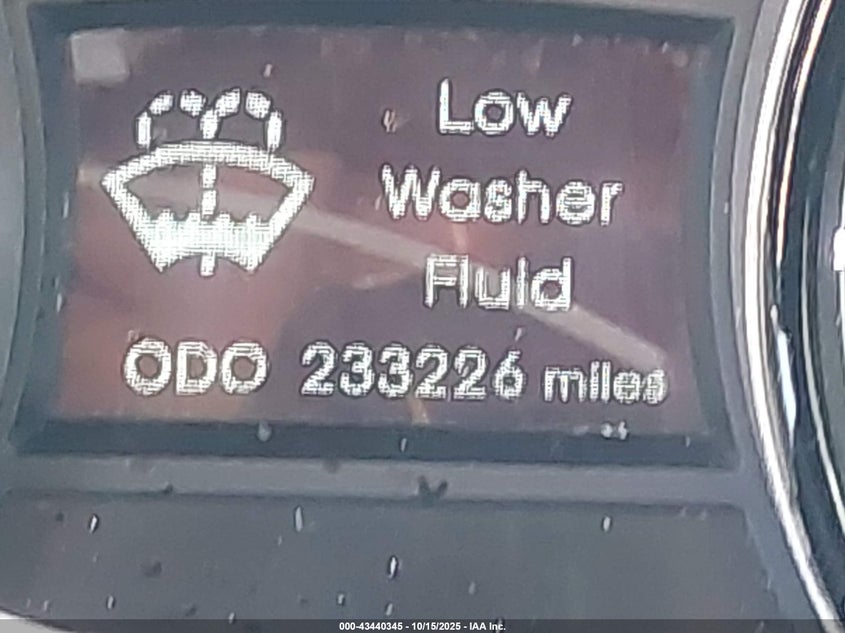 Low
Washer
Fluid
ODO 233226 miles
000-43440345 - 10/15/2025 - IAA Inc.